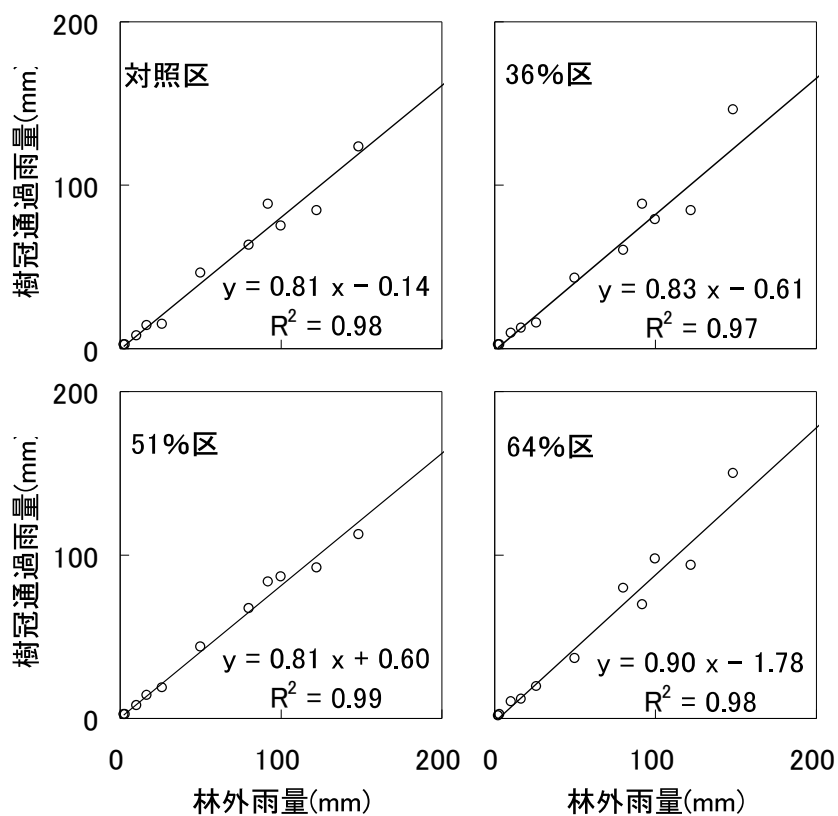 200
対照区
樹冠通過雨量(mm)
100
y = 0.81 x − 0.14
R² = 0.98
0
36%区
y = 0.83 x − 0.61
R² = 0.97
200
51%区
樹冠通過雨量(mm)
100
y = 0.81 x + 0.60
R² = 0.99
0
0 100 200
林外雨量(mm)
64%区
y = 0.90 x − 1.78
R² = 0.98
0 100 200
林外雨量(mm)